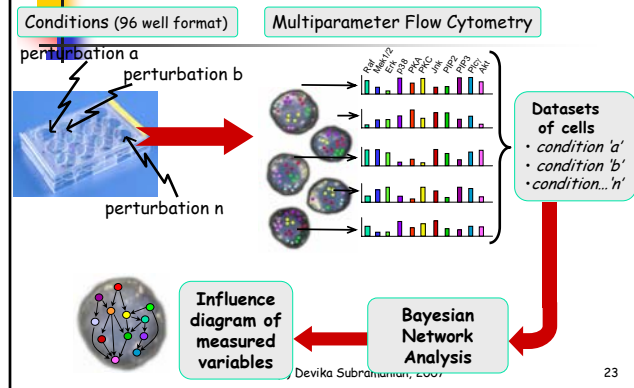 Conditions (96 well format)
Multiparameter Flow Cytometry
perturbation a
perturbation b
perturbation n
Raf
Mek1/2
Erk
p38
PKA
PKC
Jnk
PIP2
PIP3
Plcγ
Akt
Datasets
of cells
• condition 'a'
• condition 'b'
•condition…'n'
Influence
diagram of
measured
variables
Bayesian
Network
Analysis
Devika Subramanian, 2007
23